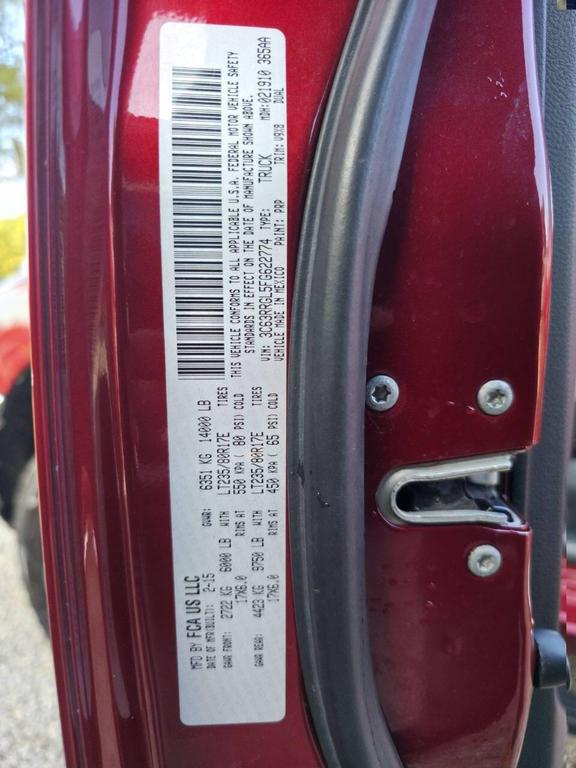 MFD BY FCA US LLC
DATE OF MFR(BUILT): 2-15 GVWR: 6351 KG 14000 LB
GAWR FRONT: 2722 KG 6000 LB WITH LT235/80R17E TIRES
17X6.0 RIMS AT 550 KPA ( 80 PSI) COLD
GAWR REAR: 4423 KG 9750 LB WITH LT235/80R17E TIRES
17X6.0 RIMS AT 450 KPA ( 65 PSI) COLD
THIS VEHICLE CONFORMS TO ALL APPLICABLE U.S.A. FEDERAL MOTOR VEHICLE SAFETY
STANDARDS IN EFFECT ON THE DATE OF MANUFACTURE SHOWN ABOVE.
VIN: 3C63RRGL5FG622774 TYPE: TRUCK MDH:021910 365AA
VEHICLE MADE IN MEXICO PAINT: PRP TRIM: V9X8 DUAL